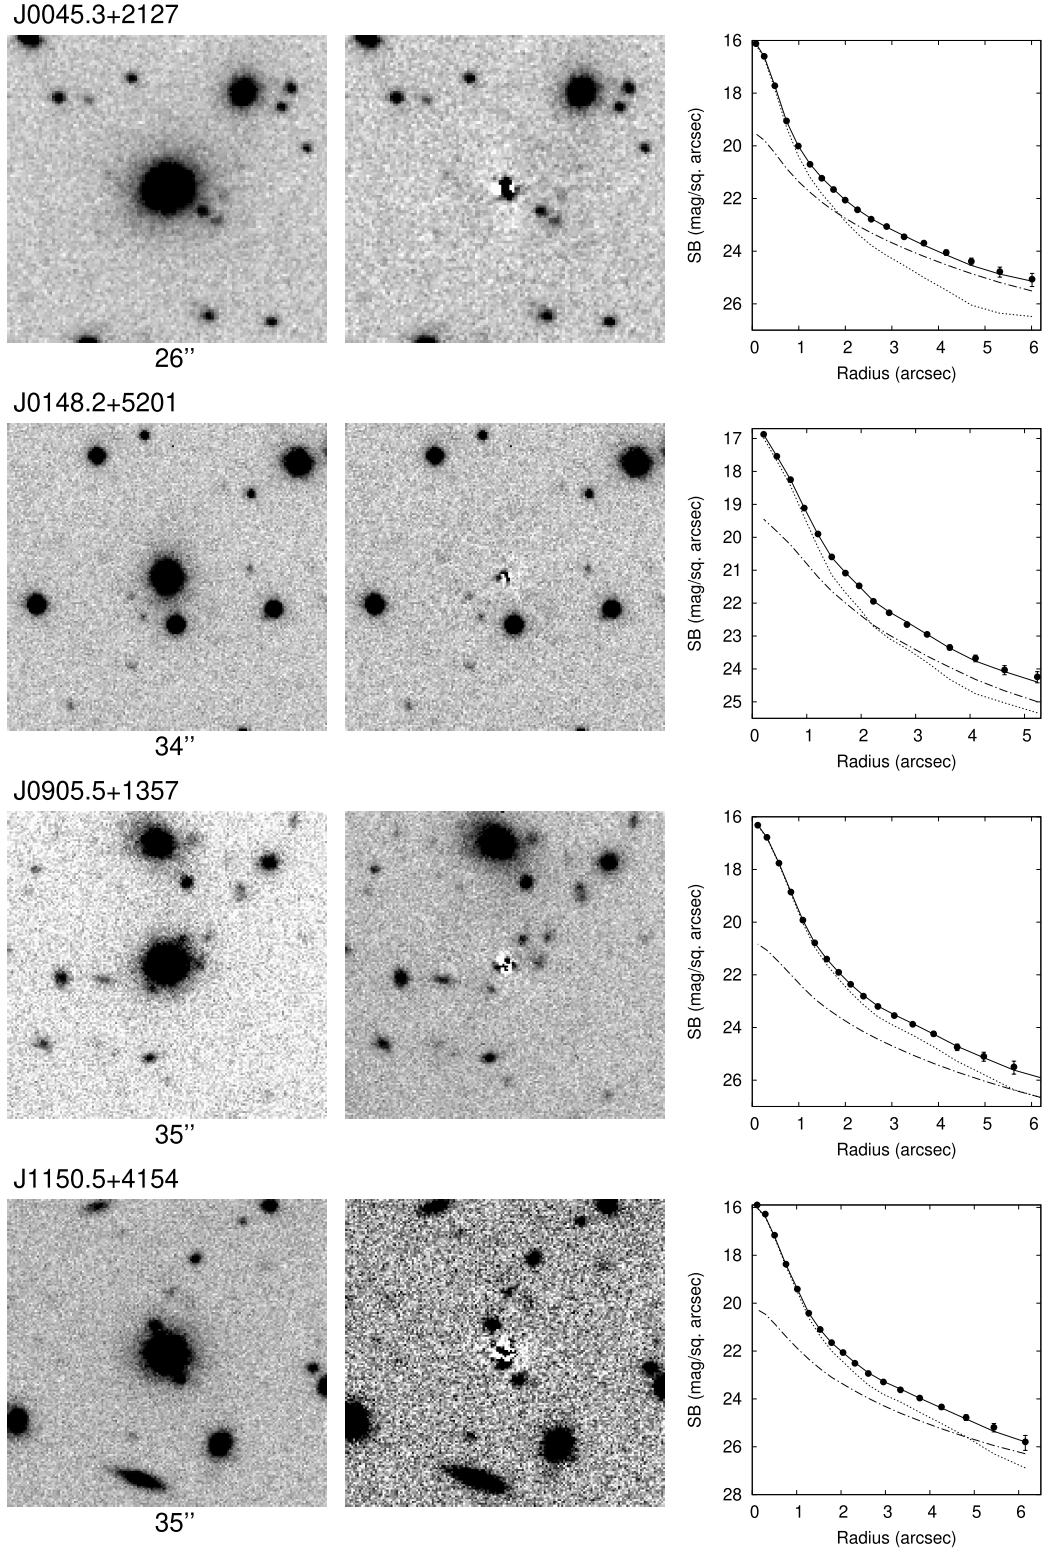 J0045.3+2127
26’’
16
18
20
22
24
26
SB (mag/sq. arcsec)
0 1 2 3 4 5 6
Radius (arcsec)
J0148.2+5201
34’’
17
18
19
20
21
22
23
24
25
SB (mag/sq. arcsec)
0 1 2 3 4 5
Radius (arcsec)
J0905.5+1357
35’’
16
18
20
22
24
26
SB (mag/sq. arcsec)
0 1 2 3 4 5 6
Radius (arcsec)
J1150.5+4154
35’’
16
18
20
22
24
26
28
SB (mag/sq. arcsec)
0 1 2 3 4 5 6
Radius (arcsec)